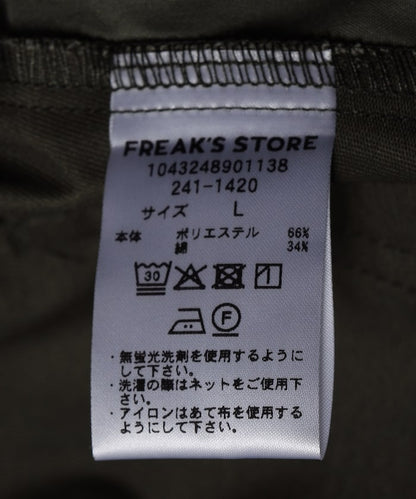 FREAK'S STORE
1043248901138
241-1420
サイズ L
本体 ポリエステル 66%
綿 34%
30
F
・無蛍光洗剤を使用するように
して下さい。
・洗濯の際はネットをご使用下
さい。
・アイロンはあて布を使用する
ようにして下さい。